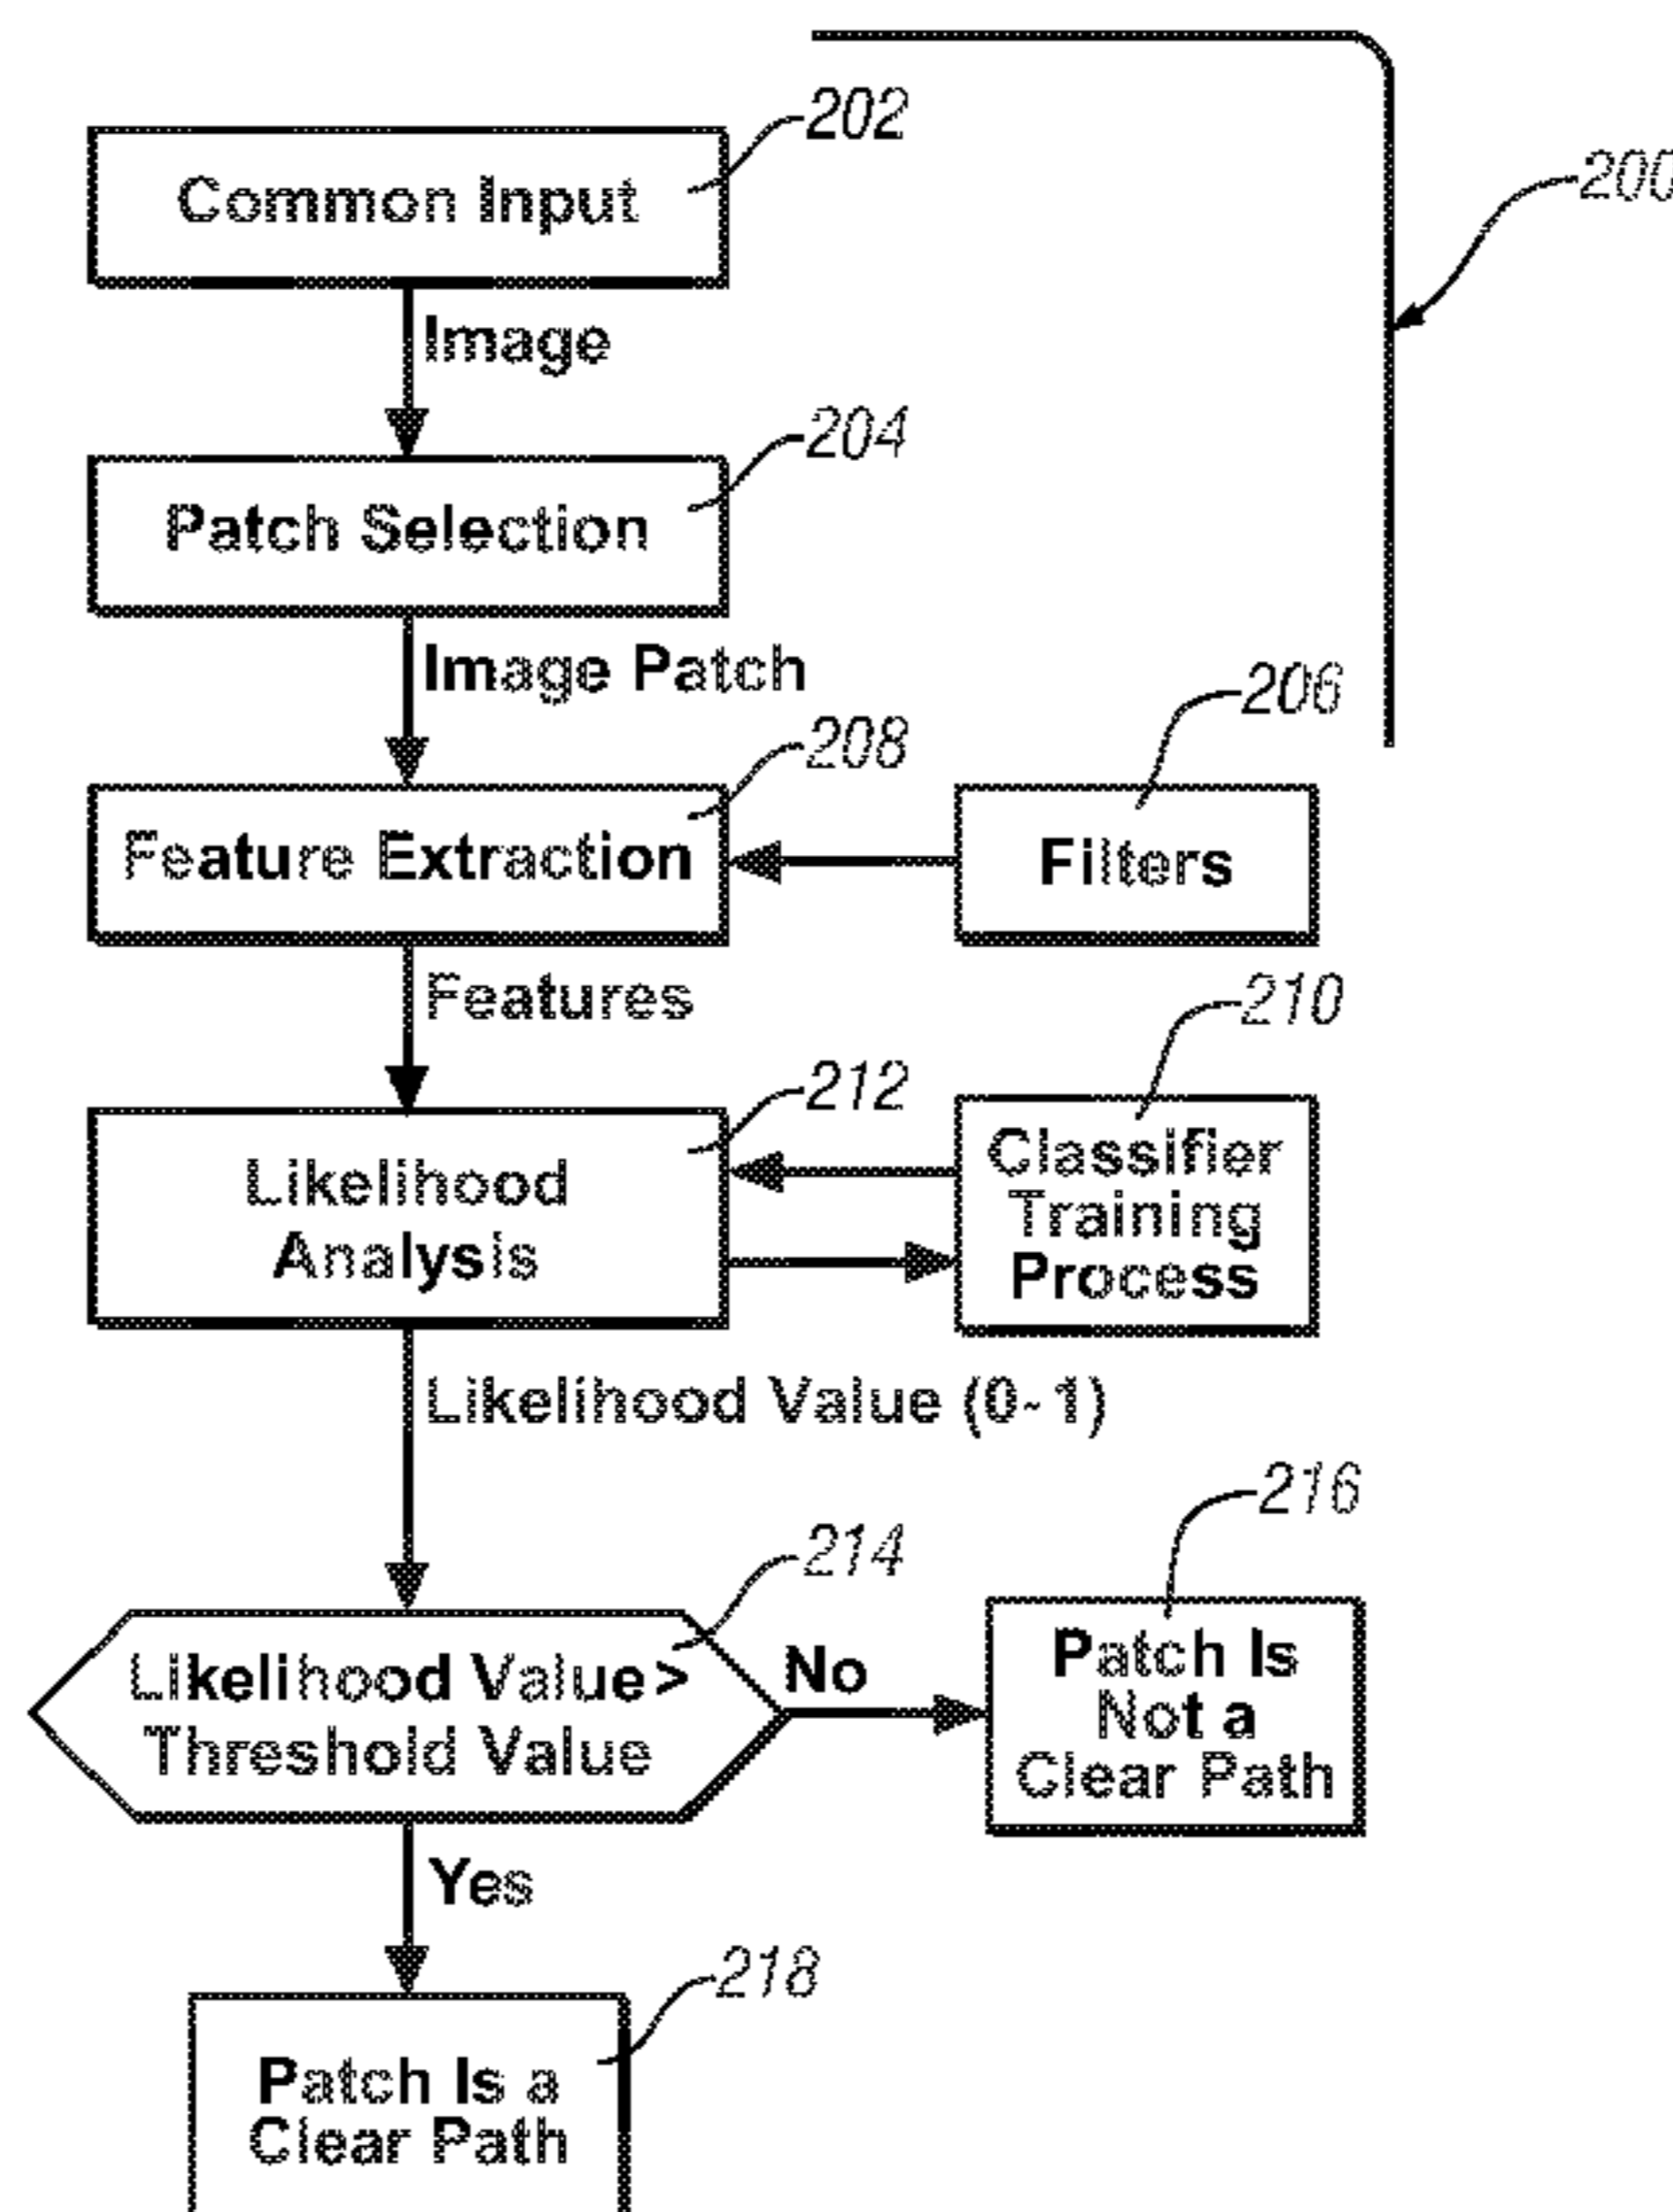 202
Common Input
200
Image
204
Patch Selection
Image Patch
206
208
Feature Extraction
Filters
Features
210
212
Likelihood
Analysis
Classifier
Training
Process
Likelihood Value (0~1)
216
214
Likelihood Value >
Threshold Value
No
Patch Is
Not a
Clear Path
Yes
218
Patch Is a
Clear Path